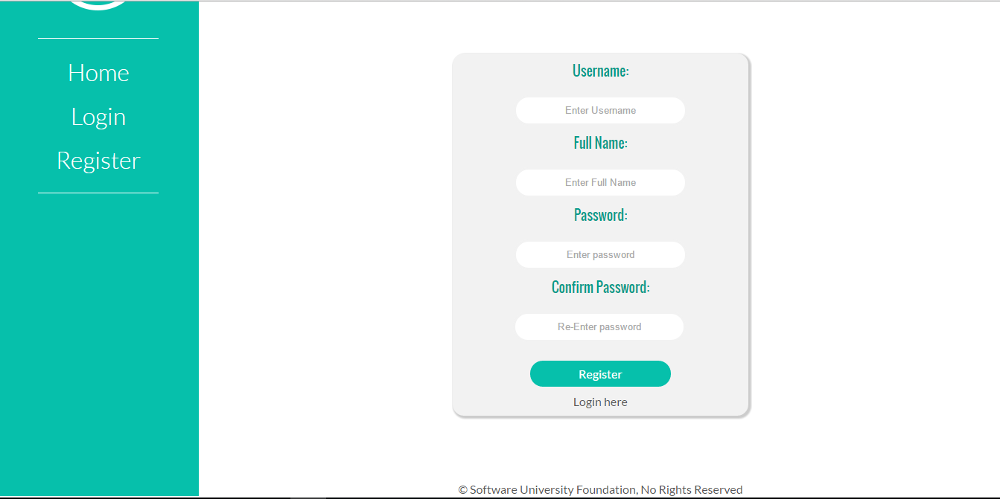 Home
Login
Register
Username:
Enter Username
Full Name:
Enter Full Name
Password:
Enter password
Confirm Password:
Re-Enter password
Register
Login here
© Software University Foundation, No Rights Reserved